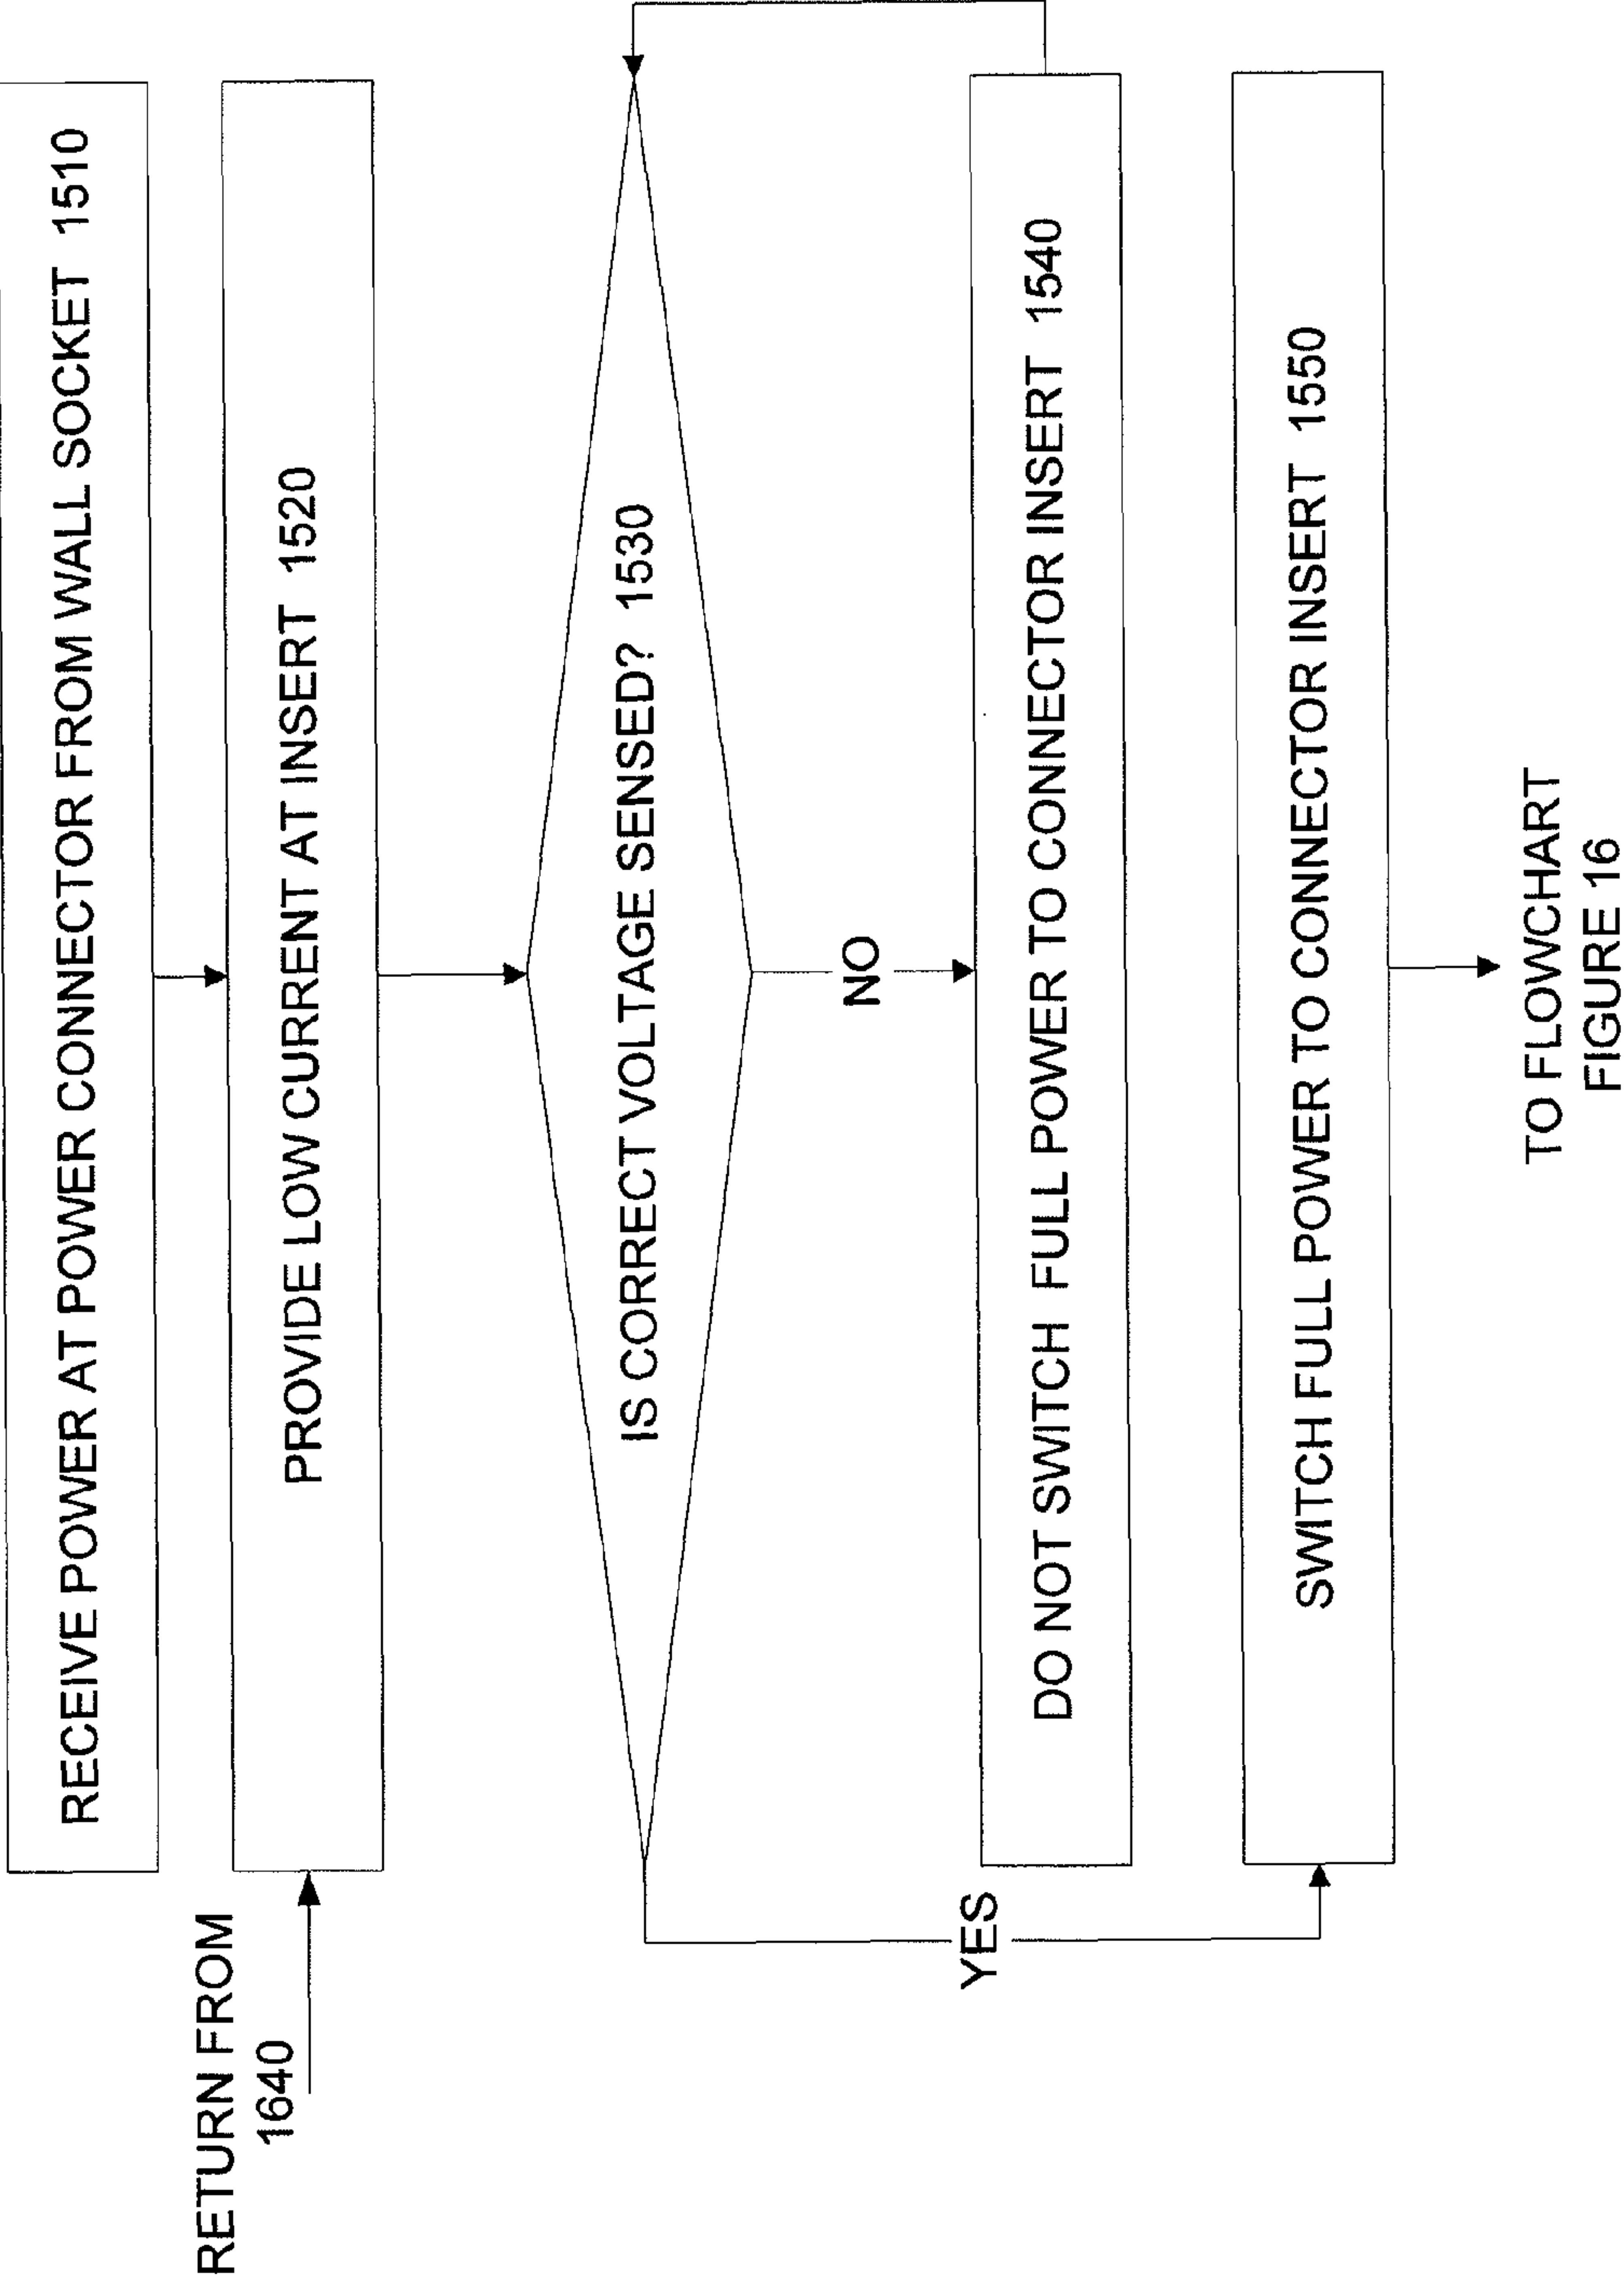 RECEIVE POWER AT POWER CONNECTOR FROM WALL SOCKET 1510
RETURN FROM
1640
PROVIDE LOW CURRENT AT INSERT 1520
IS CORRECT VOLTAGE SENSED? 1530
NO
YES
DO NOT SWITCH FULL POWER TO CONNECTOR INSERT 1540
SWITCH FULL POWER TO CONNECTOR INSERT 1550
TO FLOWCHART
FIGURE 16